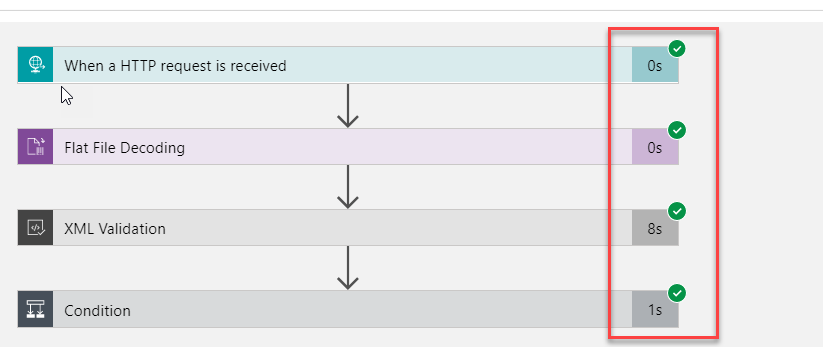 When a HTTP request is received 0s
Flat File Decoding 0s
XML Validation 8s
Condition 1s